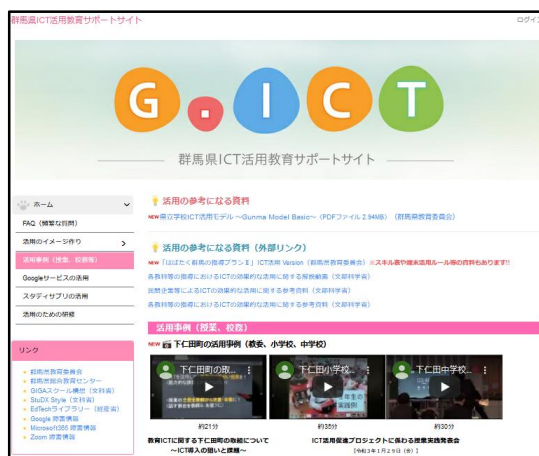 群馬県ICT活用教育サポートサイト
ログイン
G.ICT
群馬県ICT活用教育サポートサイト
ホーム
FAQ（頻繁な質問）
活用のイメージ作り
活用事例（授業、校務等）
Googleサービスの活用
スタディサプリの活用
活用のための研修
リンク
群馬県教育委員会
群馬県総合教育センター
GIGAスクール構想（文科省）
StuDX Style（文科省）
EdTechライブラリー（経産省）
Google 障害情報
Microsoft365 障害情報
Zoom 障害情報
活用の参考になる資料
NEW 県立学校ICT活用モデル ～Gunma Model Basic～（PDFファイル 2.94MB）（群馬県教育委員会）
活用の参考になる資料（外部リンク）
NEW 「はばたく群馬の指導プランⅡ」ICT活用 Version（群馬県教育委員会）※スキル表や端末活用ルール等の資料もあります!!
各教科等の指導におけるICTの効果的な活用に関する解説動画（文部科学省）
民間企業等によるICTの効果的な活用に関する参考資料（文部科学省）
各教科等の指導におけるICTの効果的な活用に関する参考資料（文部科学省）
活用事例（授業、校務）
NEW 下仁田町の活用事例（教委、小学校、中学校）
下仁田町の取...
下仁田小学校...
下仁田中学校...
約21分
約35分
約30分
教育ICTに関する下仁田町の取組について
～ICT導入の狙いと課題～
ICT活用促進プロジェクトに係わる授業実践発表会
【令和3年1月29日（金）】